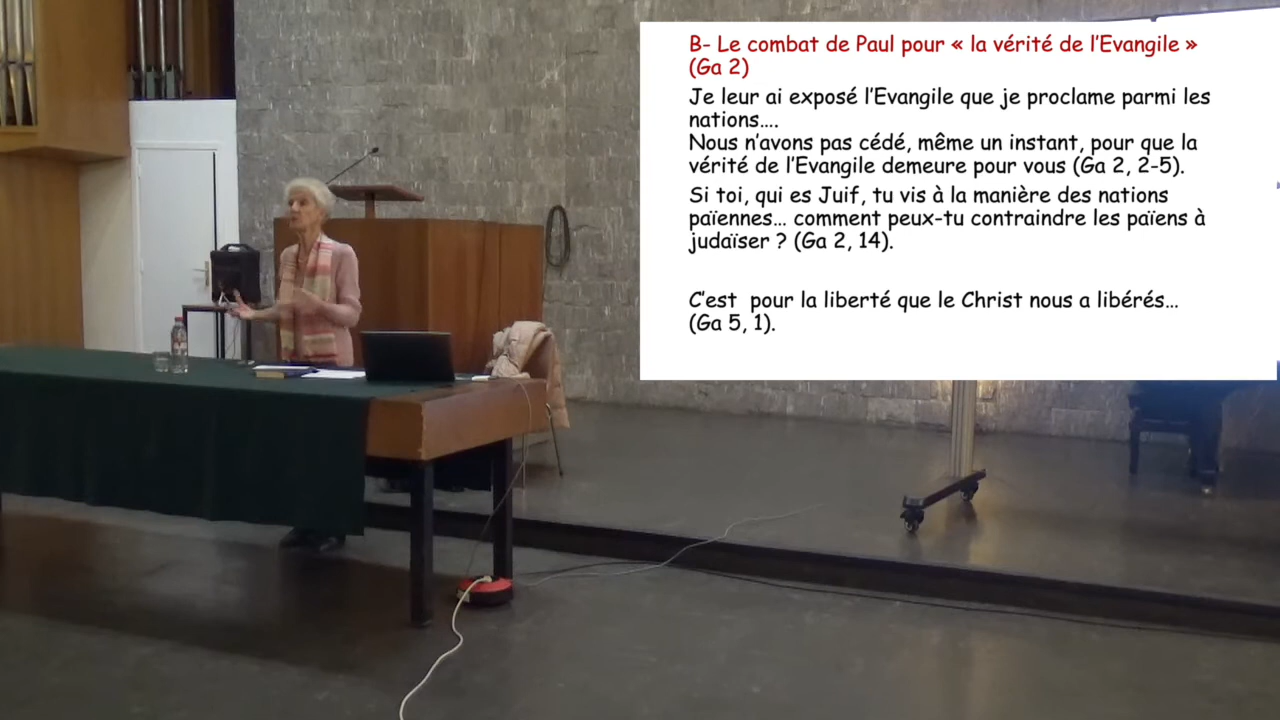 B- Le combat de Paul pour « la vérité de l’Evangile »
(Ga 2)
Je leur ai exposé l’Evangile que je proclame parmi les
nations….
Nous n’avons pas cédé, même un instant, pour que la
vérité de l’Evangile demeure pour vous (Ga 2, 2-5).
Si toi, qui es Juif, tu vis à la manière des nations
païennes… comment peux-tu contraindre les païens à
judaïser ? (Ga 2, 14).
C’est  pour la liberté que le Christ nous a libérés…
(Ga 5, 1).